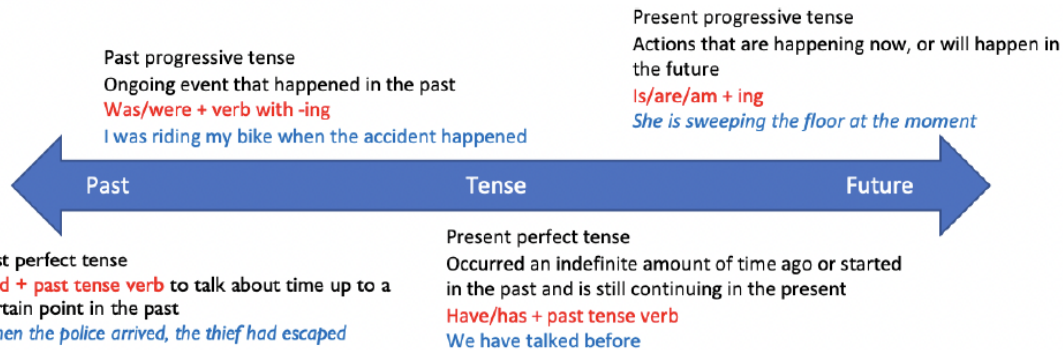 Present progressive tense
Actions that are happening now, or will happen in
the future
Is/are/am + ing
She is sweeping the floor at the moment
Past progressive tense
Ongoing event that happened in the past
Was/were + verb with -ing
I was riding my bike when the accident happened
Past Tense Future
Present perfect tense
Occurred an indefinite amount of time ago or started
in the past and is still continuing in the present
Have/has + past tense verb
We have talked before
perfect tense
+ past tense verb to talk about time up to a
point in the past
the police arrived, the thief had escaped